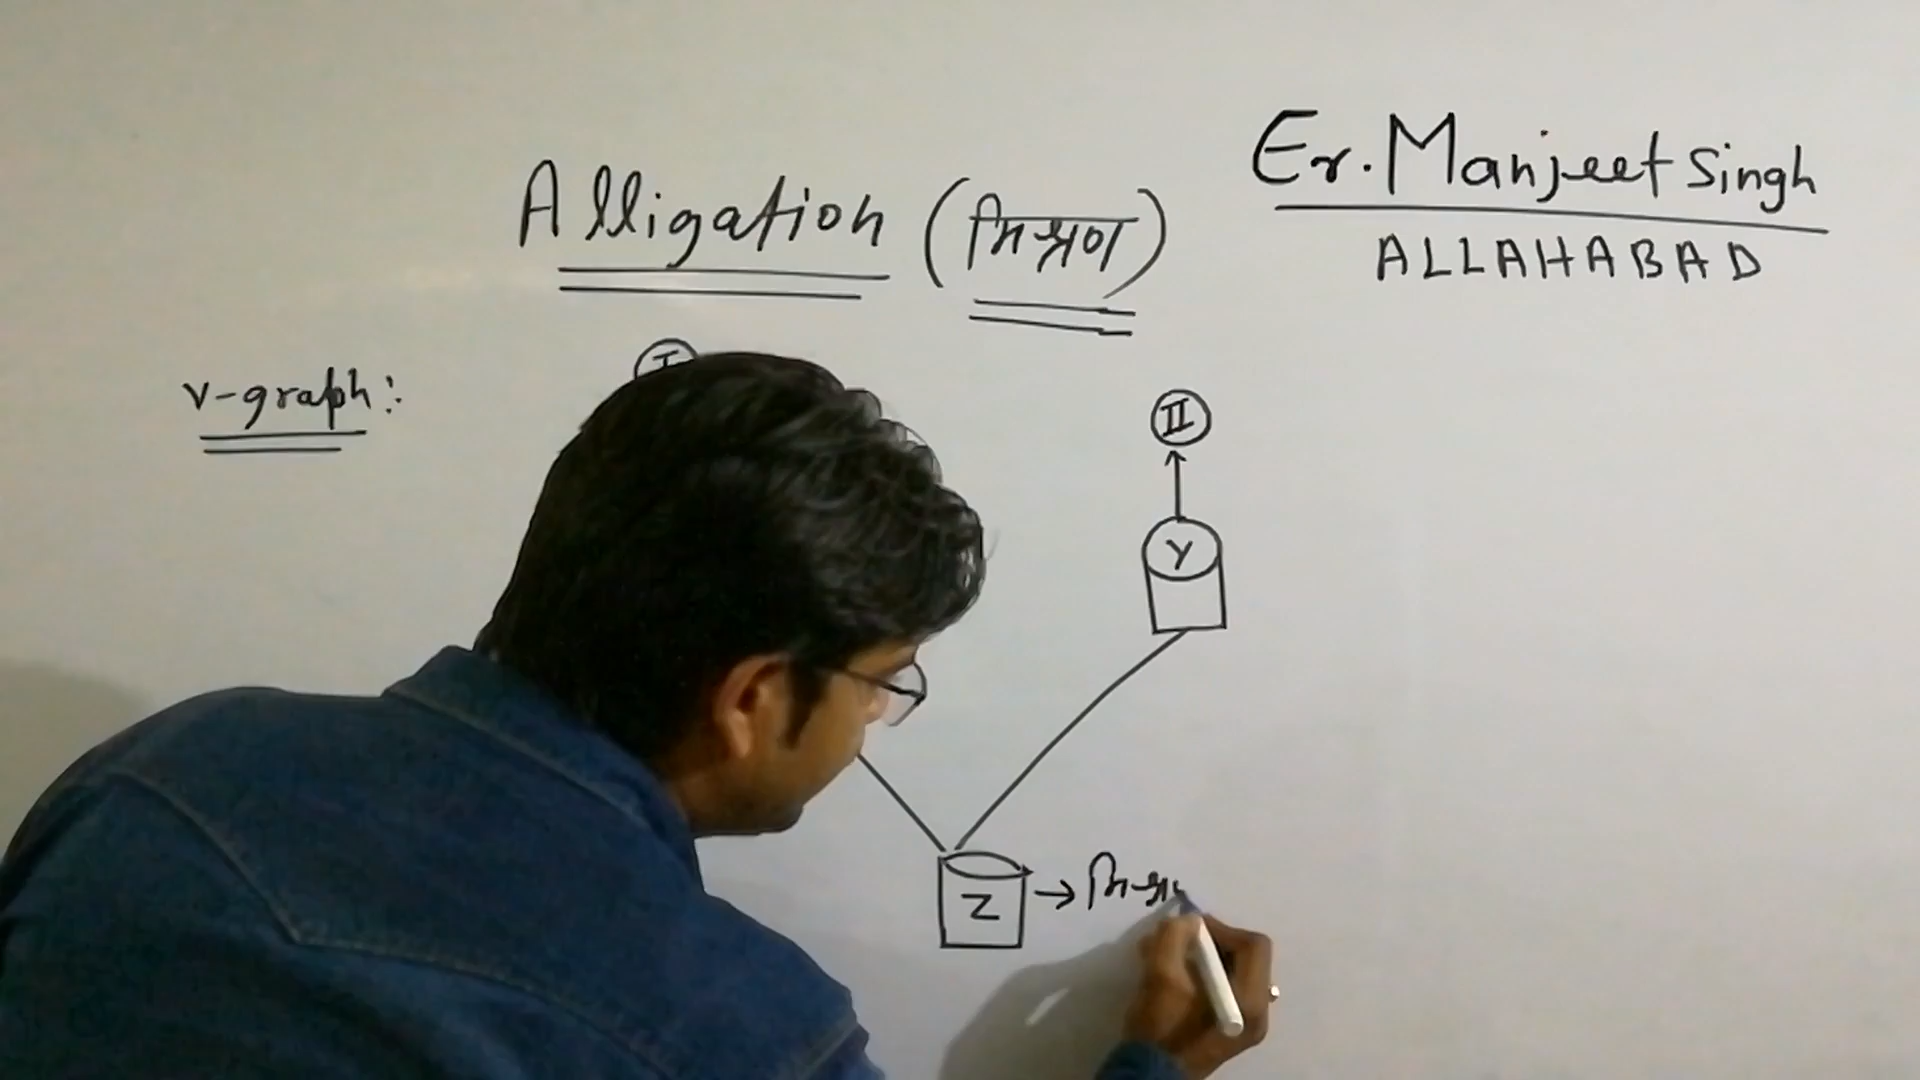 Er. Manjeet Singh
ALLAHABAD
Alligation (मिश्रण)
v-graph:
I
II
Y
Z → मिश्र